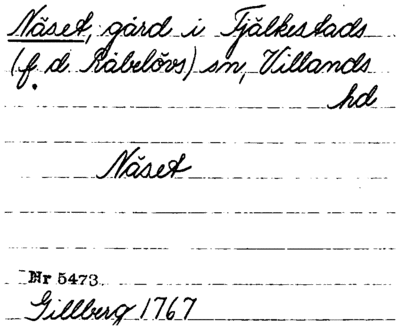 Näset, gård i Fjälkestads
(f. d. Råbelövs) sn, Villands
hd
Näset
Nr 5473
Gillberg 1767